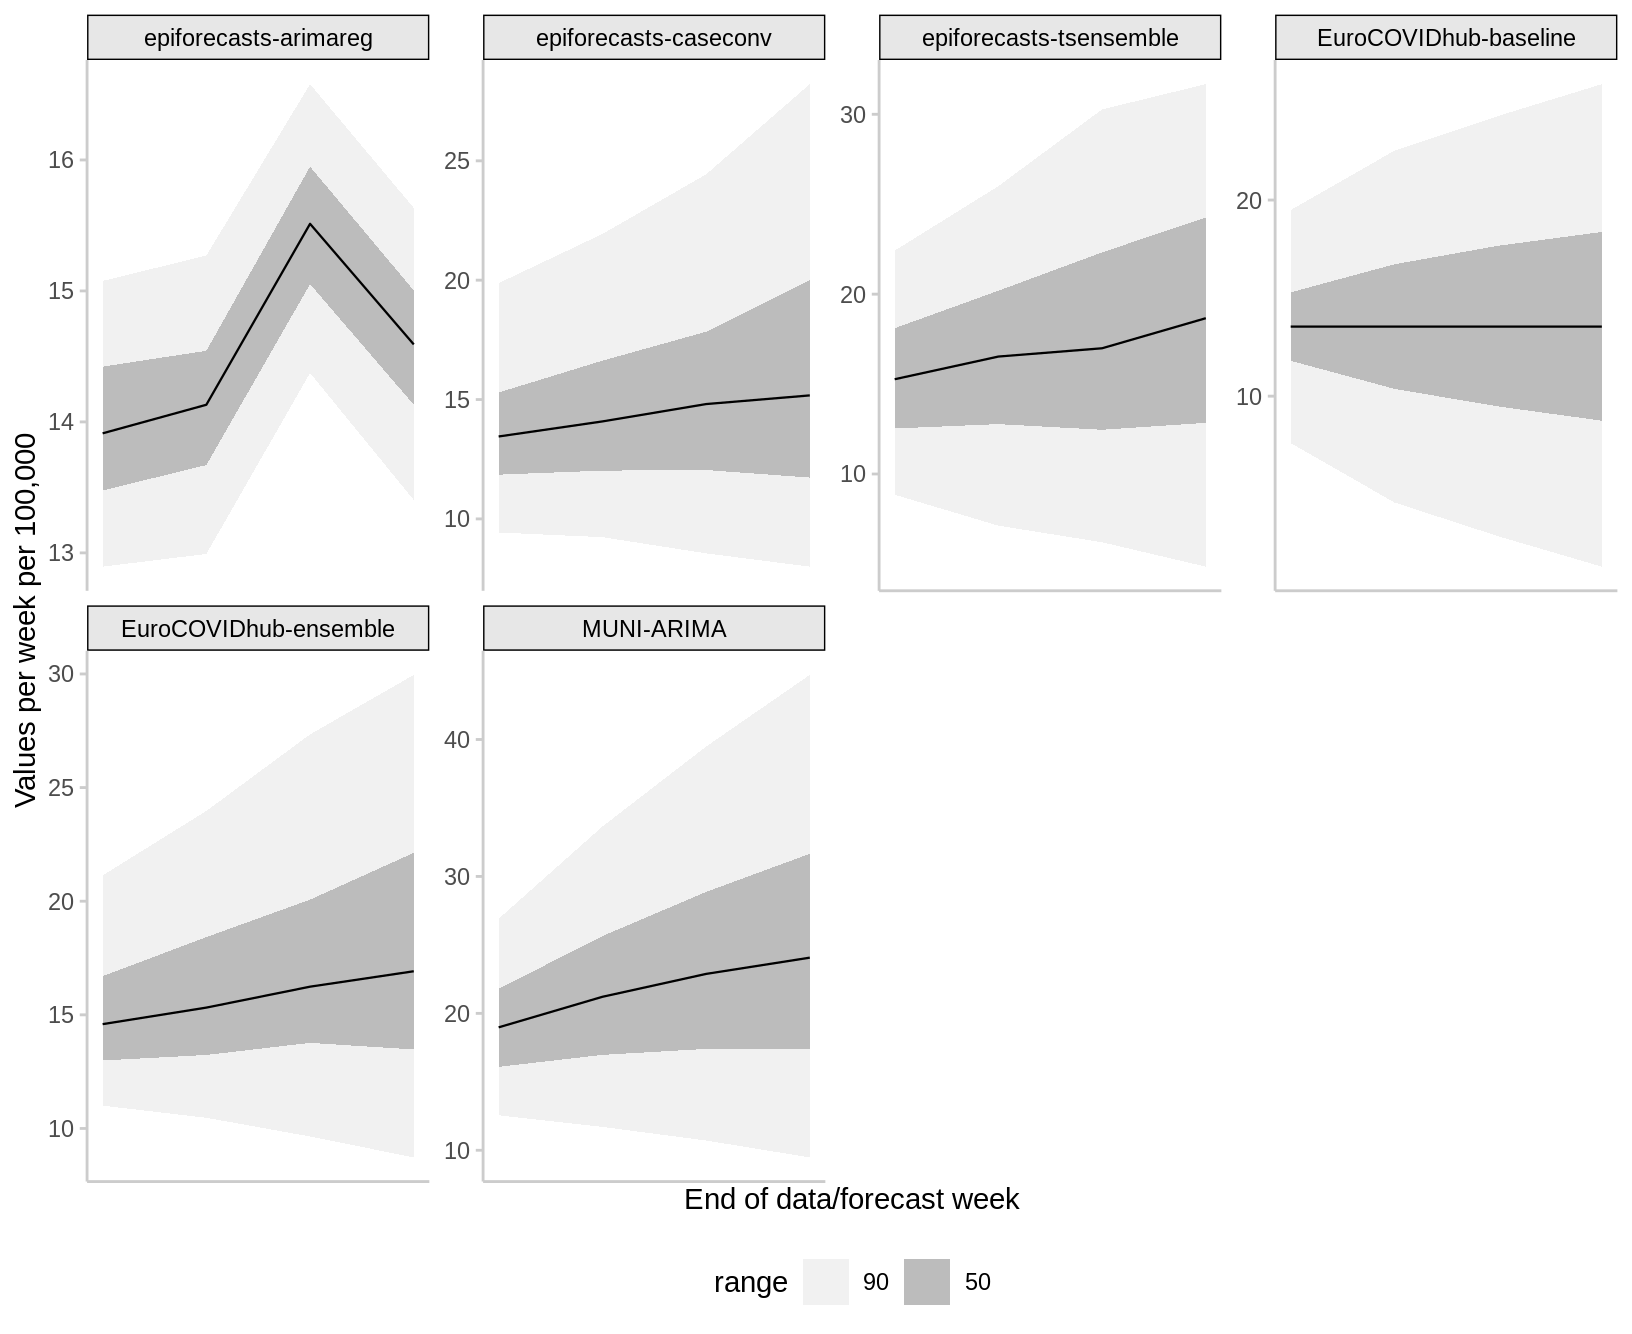 epiforecasts-arimareg
epiforecasts-caseconv
epiforecasts-tsensemble
EuroCOVIDhub-baseline
16
15
14
13
25
20
15
10
30
20
10
20
10
EuroCOVIDhub-ensemble
MUNI-ARIMA
30
25
20
15
10
40
30
20
10
Values per week per 100,000
End of data/forecast week
range 90 50